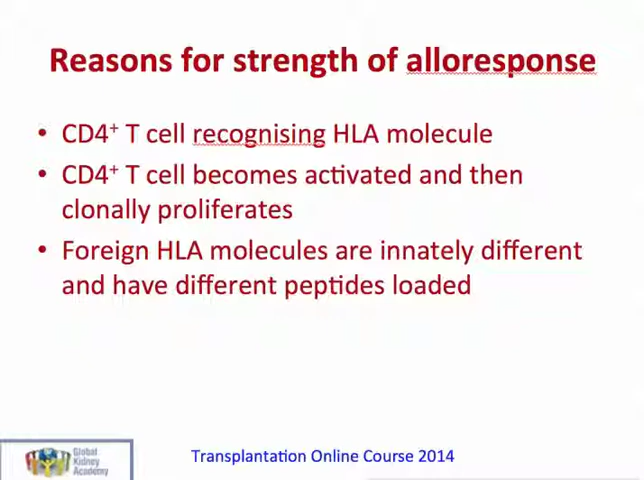 Reasons for strength of alloresponse
• CD4⁺ T cell recognising HLA molecule
• CD4⁺ T cell becomes activated and then
clonally proliferates
• Foreign HLA molecules are innately different
and have different peptides loaded
Global
Kidney
Academy
Transplantation Online Course 2014